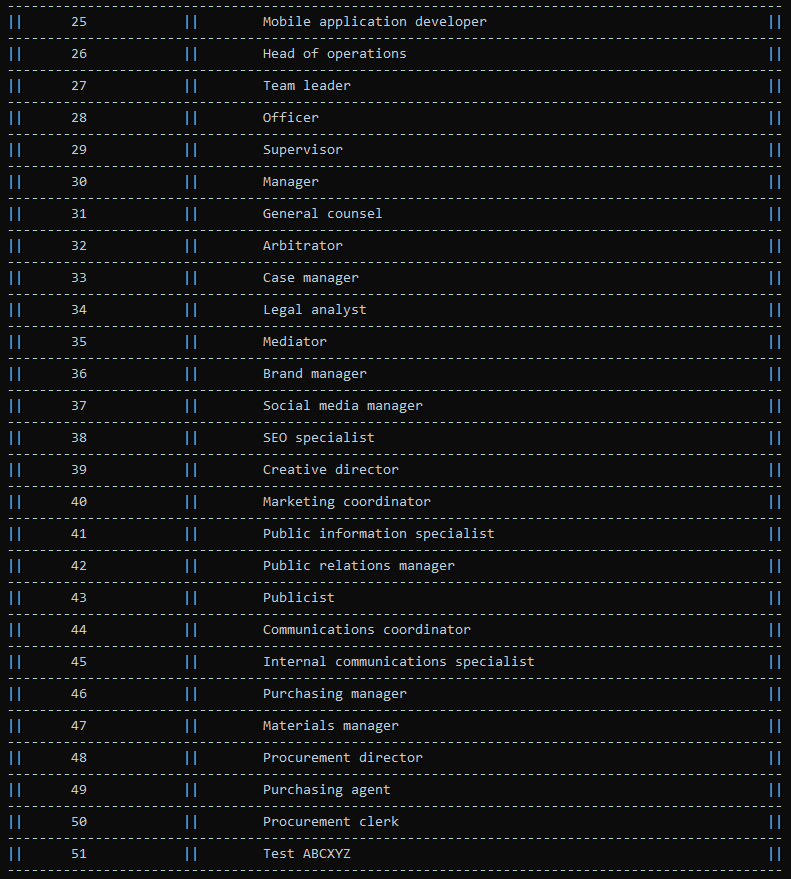 || 25 || Mobile application developer ||
|| 26 || Head of operations ||
|| 27 || Team leader ||
|| 28 || Officer ||
|| 29 || Supervisor ||
|| 30 || Manager ||
|| 31 || General counsel ||
|| 32 || Arbitrator ||
|| 33 || Case manager ||
|| 34 || Legal analyst ||
|| 35 || Mediator ||
|| 36 || Brand manager ||
|| 37 || Social media manager ||
|| 38 || SEO specialist ||
|| 39 || Creative director ||
|| 40 || Marketing coordinator ||
|| 41 || Public information specialist ||
|| 42 || Public relations manager ||
|| 43 || Publicist ||
|| 44 || Communications coordinator ||
|| 45 || Internal communications specialist ||
|| 46 || Purchasing manager ||
|| 47 || Materials manager ||
|| 48 || Procurement director ||
|| 49 || Purchasing agent ||
|| 50 || Procurement clerk ||
|| 51 || Test ABCXYZ ||